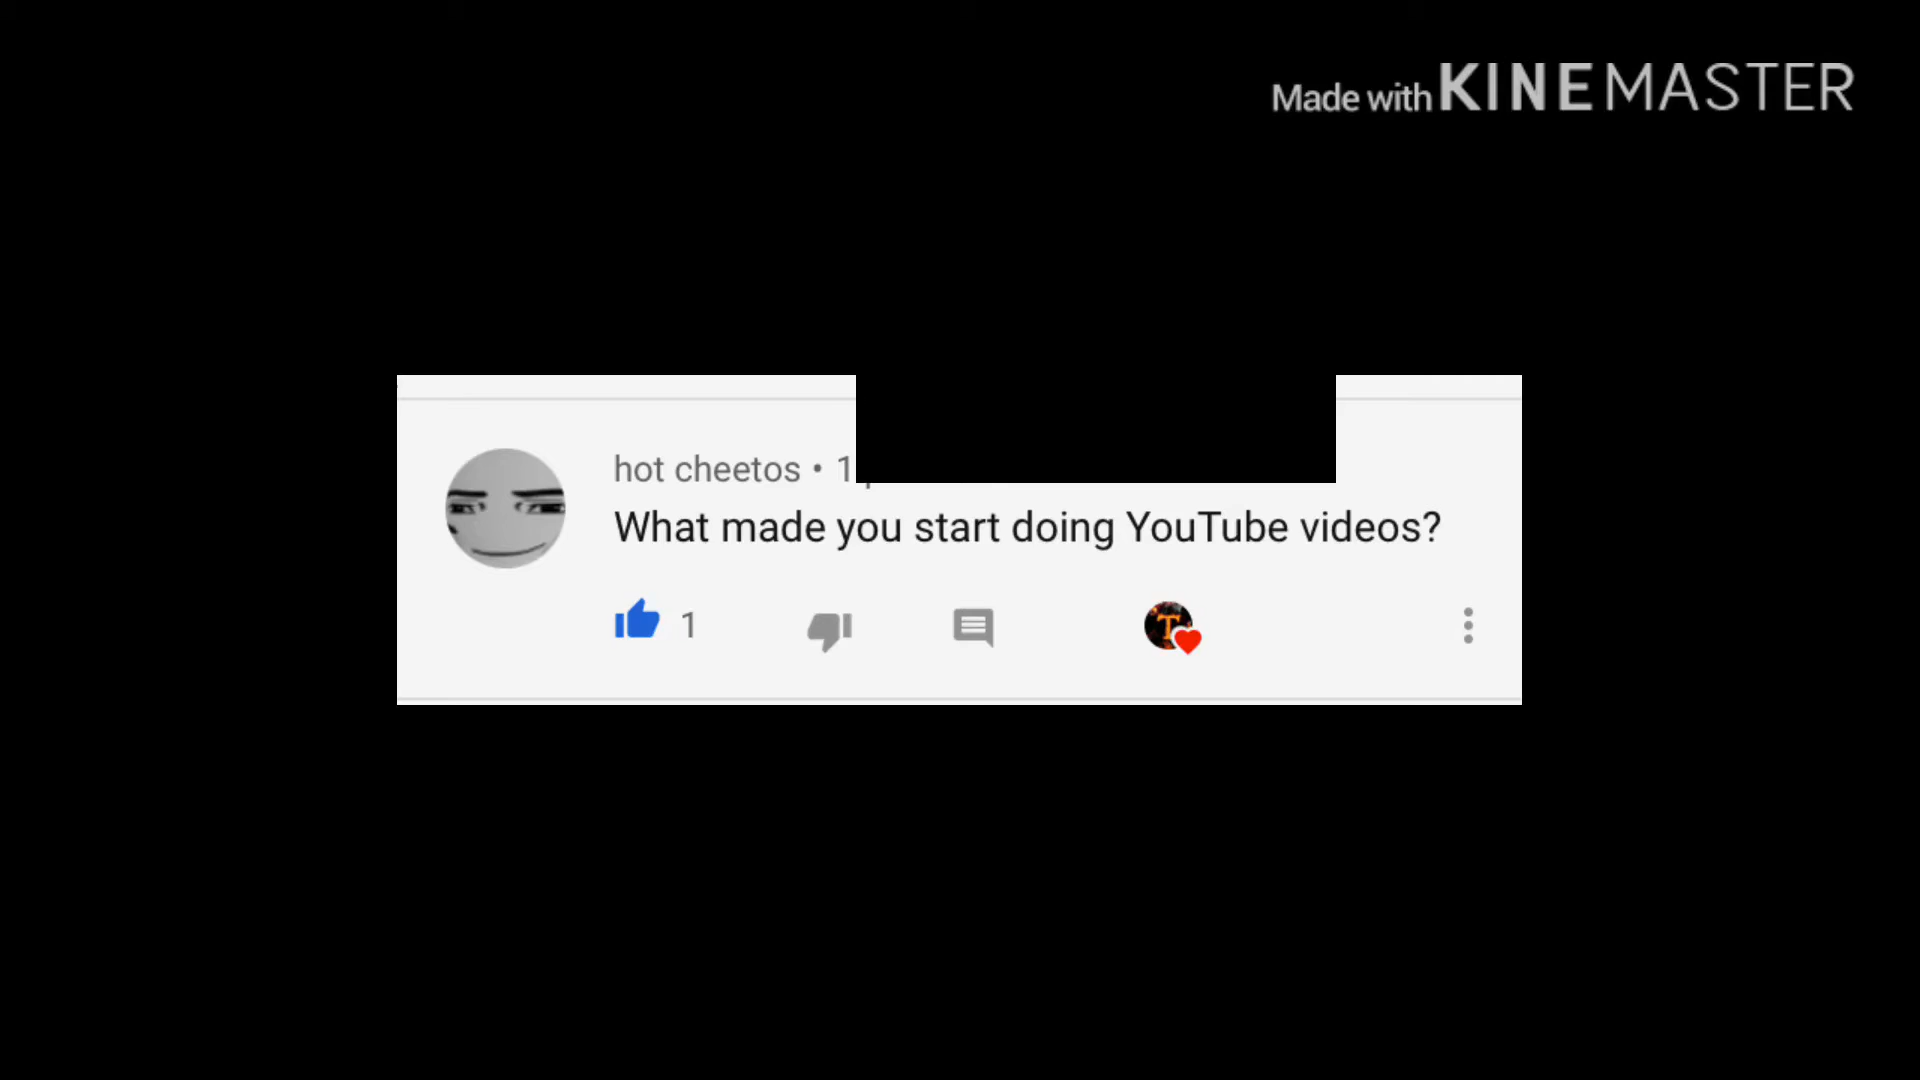 Made with KINEMASTER
hot cheetos • 1
What made you start doing YouTube videos?
1
T